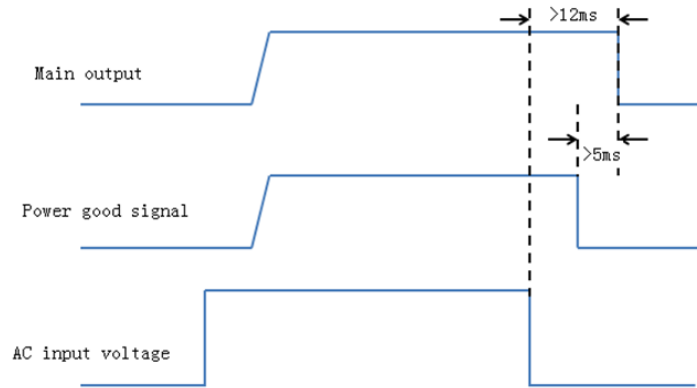 >12ms
Main output
>5ms
Power good signal
AC input voltage